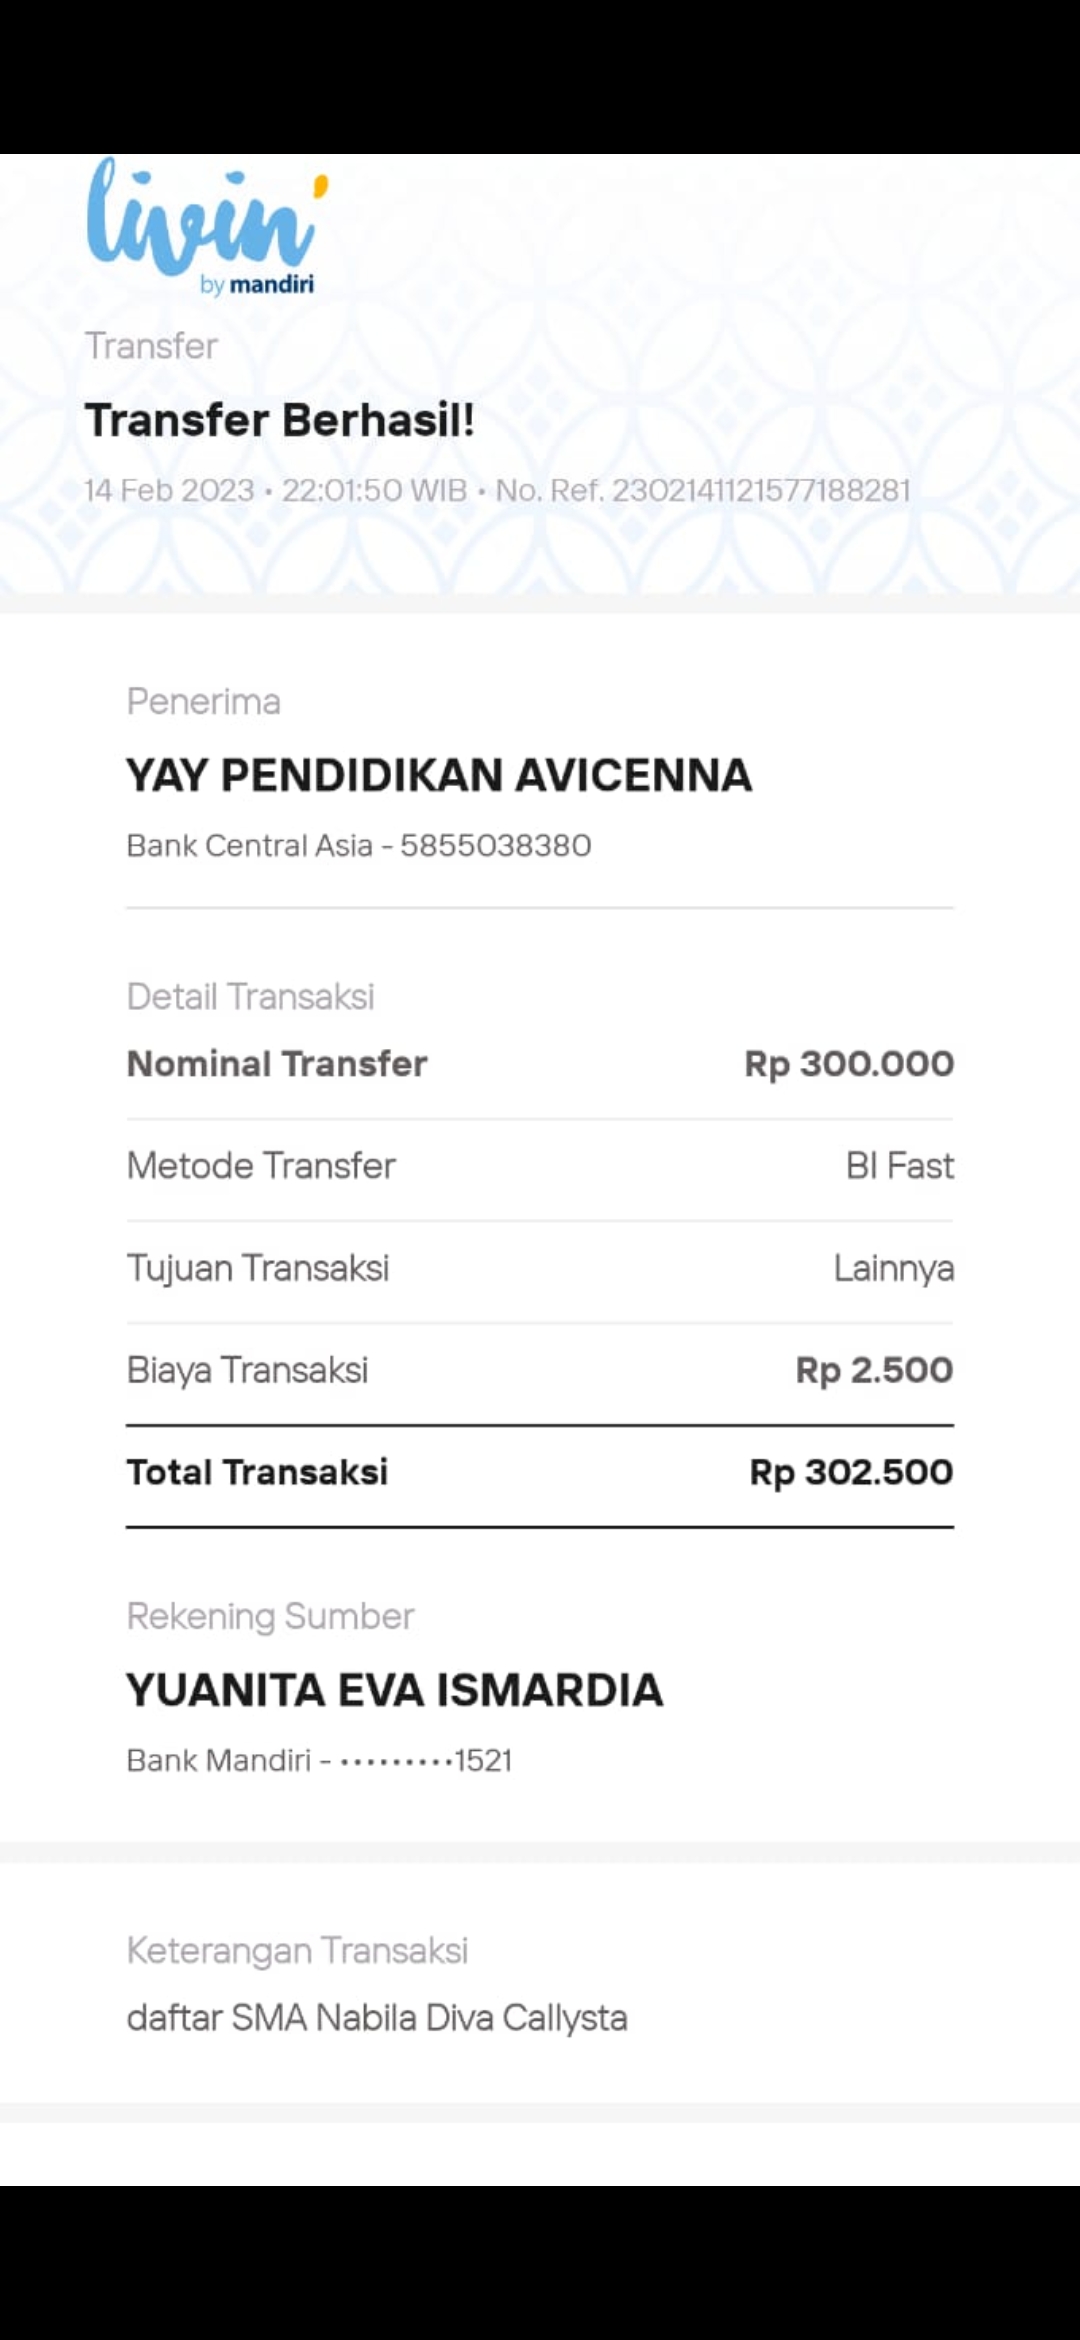 livin'
by mandiri
Transfer
Transfer Berhasil!
14 Feb 2023 • 22:01:50 WIB • No. Ref. 2302141121577188281
Penerima
YAY PENDIDIKAN AVICENNA
Bank Central Asia - 5855038380
Detail Transaksi
Nominal Transfer Rp 300.000
Metode Transfer BI Fast
Tujuan Transaksi Lainnya
Biaya Transaksi Rp 2.500
Total Transaksi Rp 302.500
Rekening Sumber
YUANITA EVA ISMARDIA
Bank Mandiri - •••••••••1521
Keterangan Transaksi
daftar SMA Nabila Diva Callysta